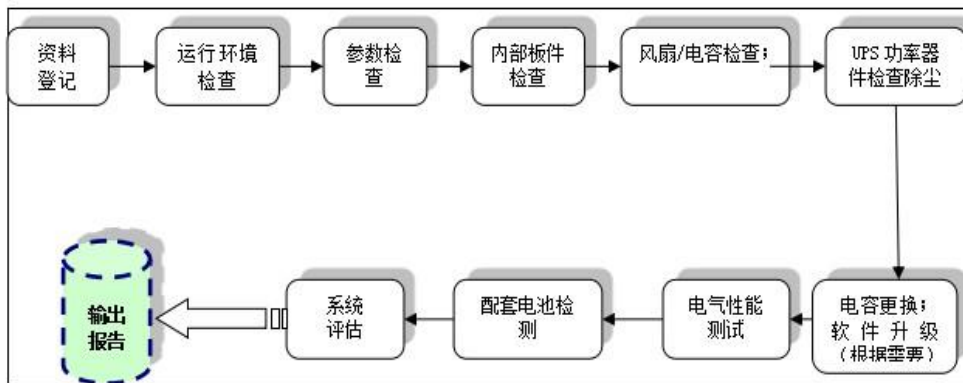 资料
登记
运行环境
检查
参数检
查
内部板件
检查
风扇/电容检查；
UPS功率器
件检查除尘
电容更换；
软件升级
（根据需要）
电气性能
测试
配套电池检
测
系统
评估
输出
报告